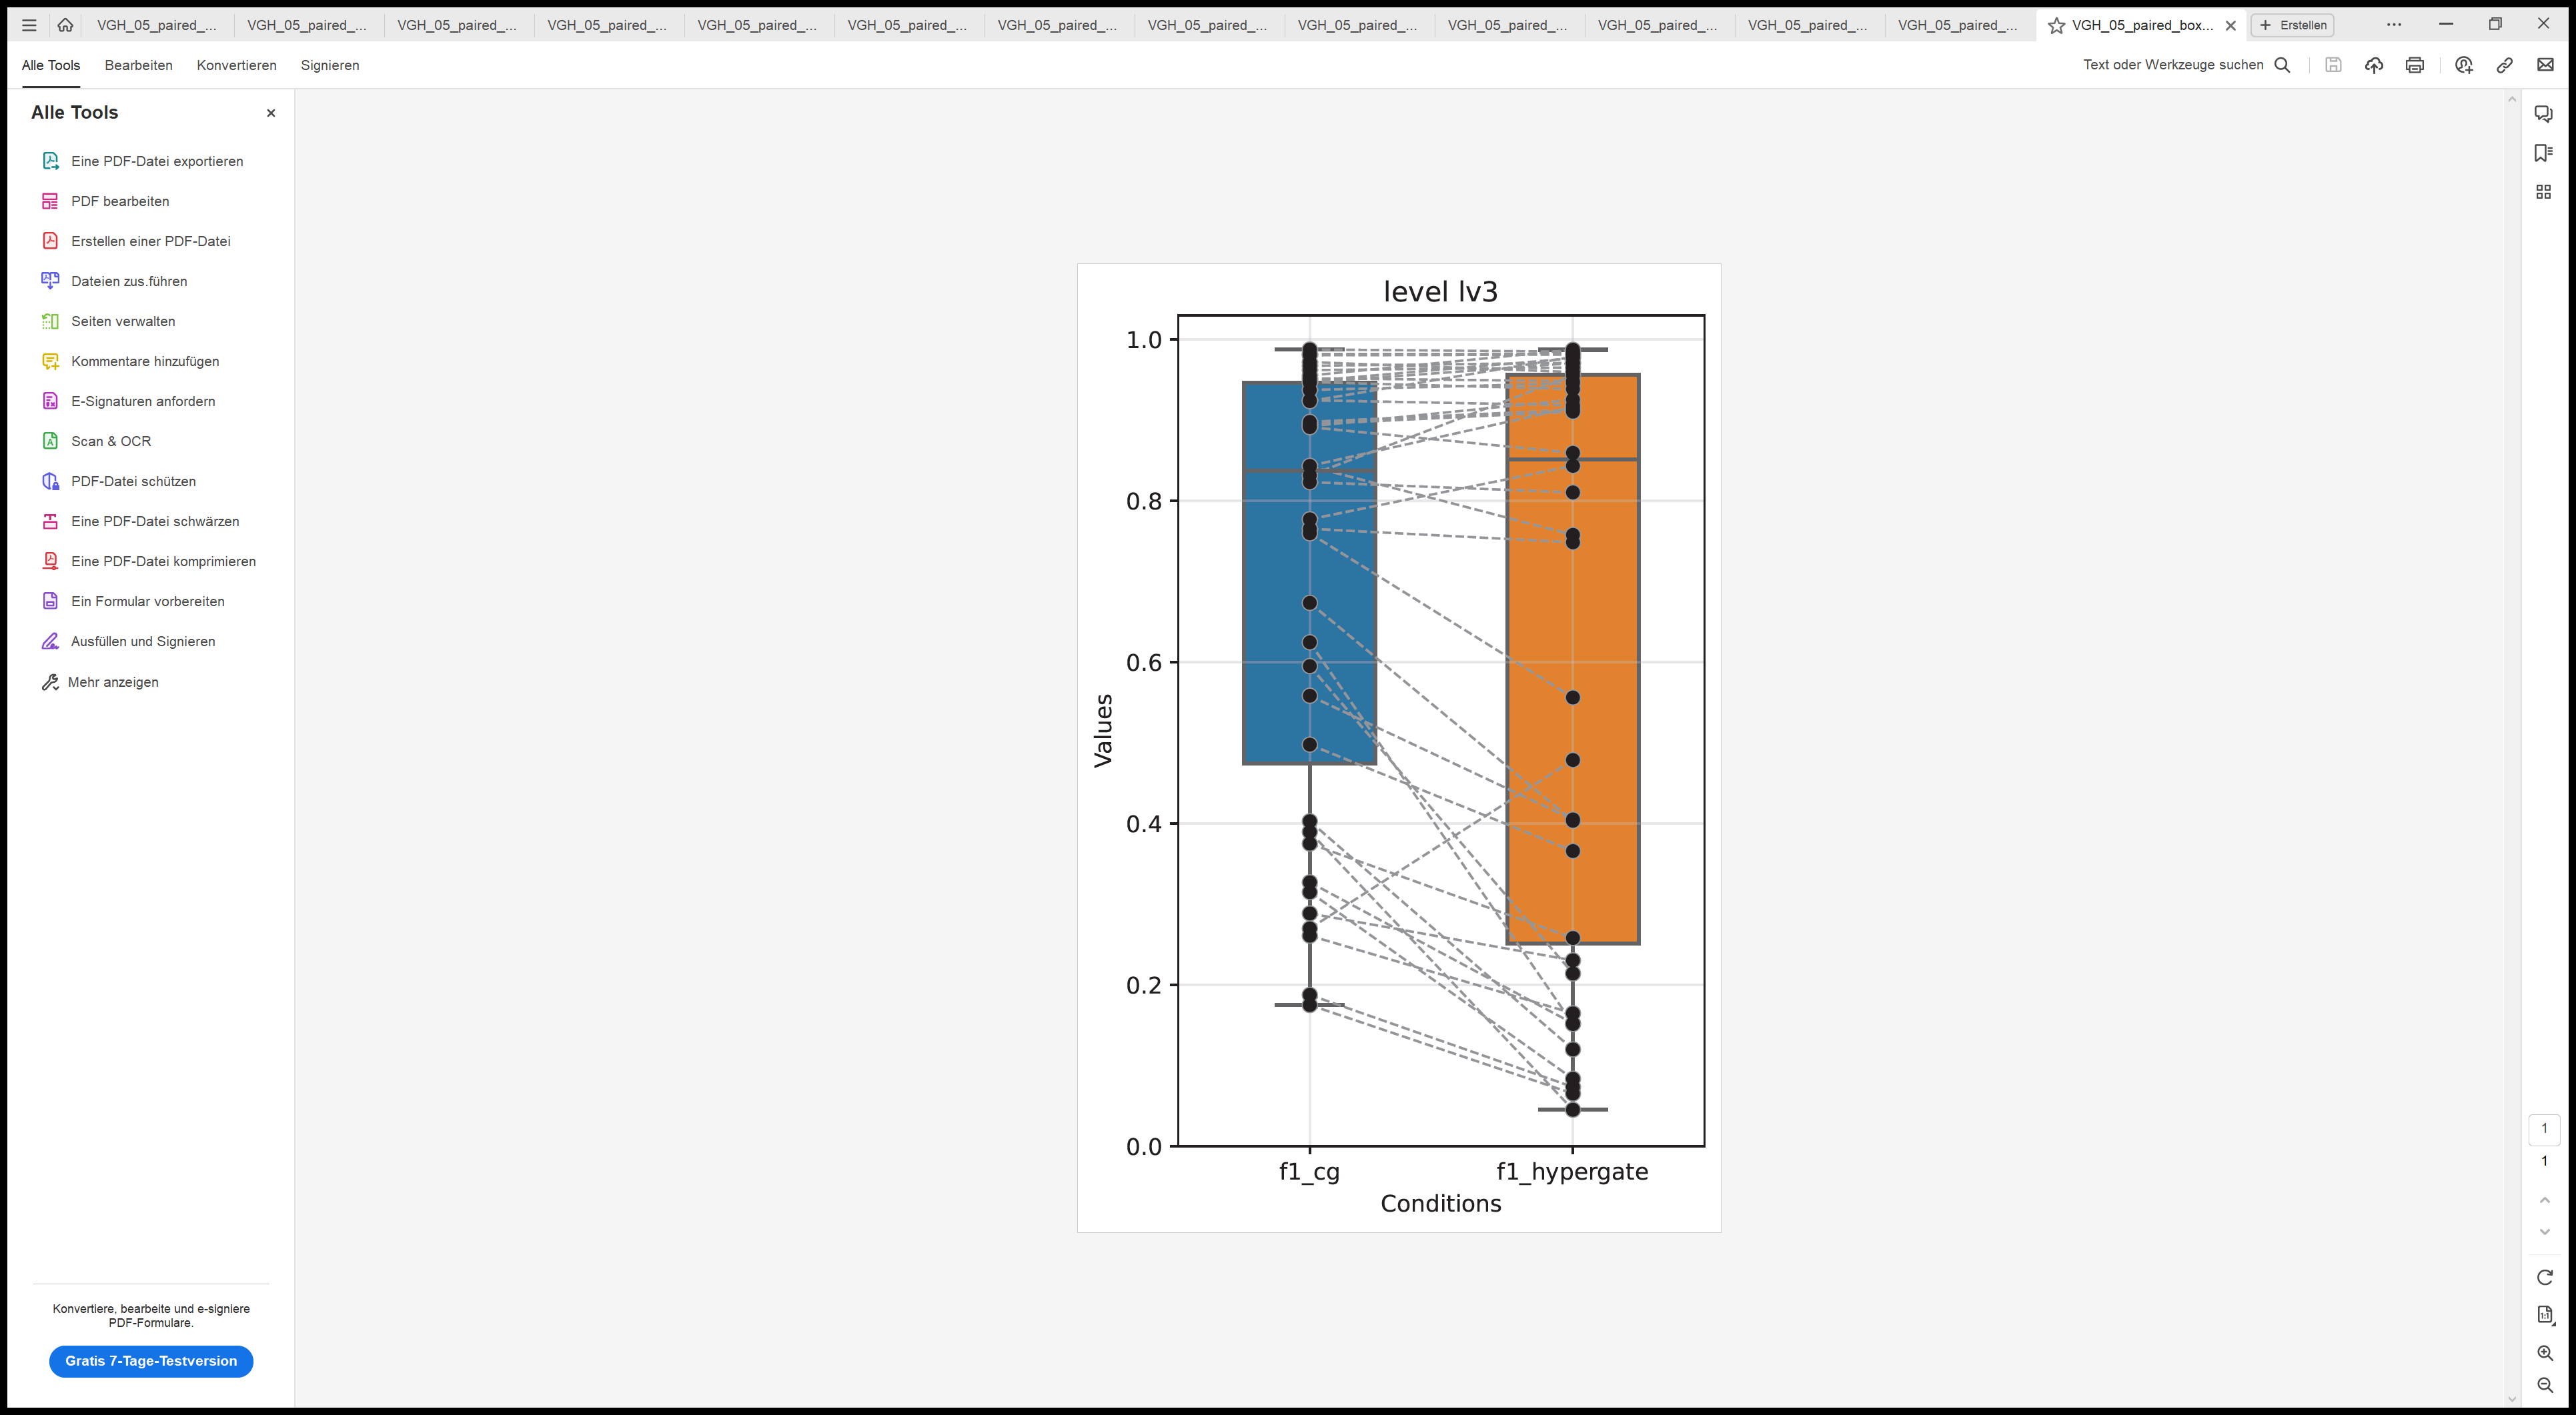 VGH_05_paired_...
VGH_05_paired_...
VGH_05_paired_...
VGH_05_paired_...
VGH_05_paired_...
VGH_05_paired_...
VGH_05_paired_...
VGH_05_paired_...
VGH_05_paired_...
VGH_05_paired_...
VGH_05_paired_...
VGH_05_paired_...
VGH_05_paired_...
VGH_05_paired_box...
Erstellen
Alle Tools
Bearbeiten
Konvertieren
Signieren
Text oder Werkzeuge suchen
Alle Tools
Eine PDF-Datei exportieren
PDF bearbeiten
Erstellen einer PDF-Datei
Dateien zus.führen
Seiten verwalten
Kommentare hinzufügen
E-Signaturen anfordern
Scan & OCR
PDF-Datei schützen
Eine PDF-Datei schwärzen
Eine PDF-Datei komprimieren
Ein Formular vorbereiten
Ausfüllen und Signieren
Mehr anzeigen
Konvertiere, bearbeite und e-signiere
PDF-Formulare.
Gratis 7-Tage-Testversion
level lv3
1.0
0.8
0.6
0.4
0.2
0.0
Values
f1_cg
f1_hypergate
Conditions
1
1